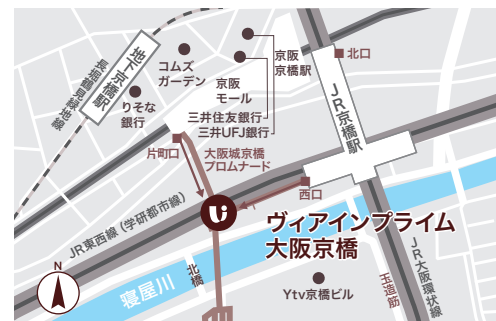 地下京橋駅
長堀鶴見緑地線
コムズ
ガーデン
りそな
銀行
京阪
モール
京阪
京橋駅
三井住友銀行
三井UFJ銀行
北口
JR京橋駅
片町口
大阪城京橋
プロムナード
西口
JR東西線（学研都市線）
ヴィアインプライム
大阪京橋
北橋
寝屋川
Ytv京橋ビル
玉造筋
JR大阪環状線
N